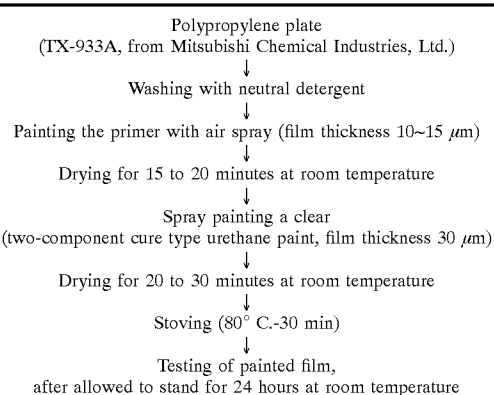 Polypropylene plate
(TX-933A, from Mitsubishi Chemical Industries, Ltd.)
↓
Washing with neutral detergent
↓
Painting the primer with air spray (film thickness 10~15 μm)
↓
Drying for 15 to 20 minutes at room temperature
↓
Spray painting a clear
(two-component cure type urethane paint, film thickness 30 μm)
↓
Drying for 20 to 30 minutes at room temperature
↓
Stoving (80° C.-30 min)
↓
Testing of painted film,
after allowed to stand for 24 hours at room temperature